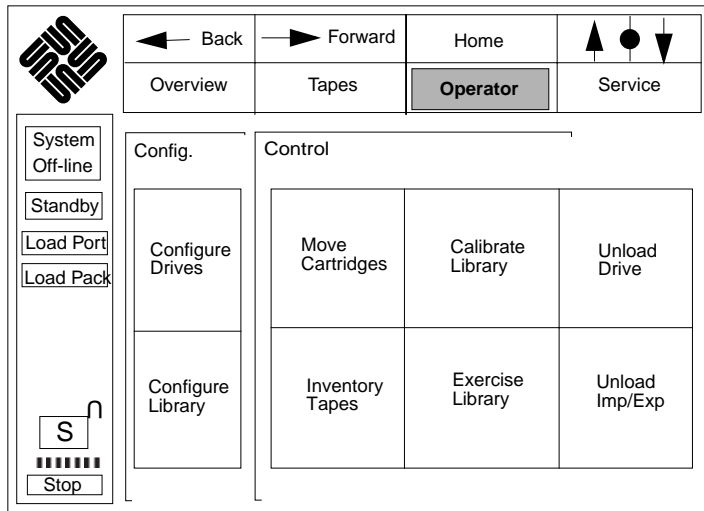 Back
Forward
Home
Overview
Tapes
Operator
Service
System
Off-line
Standby
Load Port
Load Pack
S
Stop
Config.
Configure
Drives
Configure
Library
Control
Move
Cartridges
Calibrate
Library
Unload
Drive
Inventory
Tapes
Exercise
Library
Unload
Imp/Exp